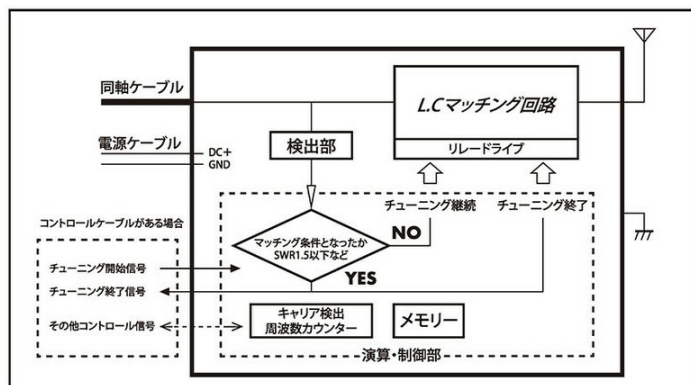 同軸ケーブル
L.Cマッチング回路
リレードライブ
電源ケーブル
DC+
GND
検出部
チューニング継続
チューニング終了
コントロールケーブルがある場合
マッチング条件となったか
SWR1.5以下など
NO
YES
チューニング開始信号
チューニング終了信号
その他コントロール信号
キャリア検出
周波数カウンター
メモリー
演算・制御部